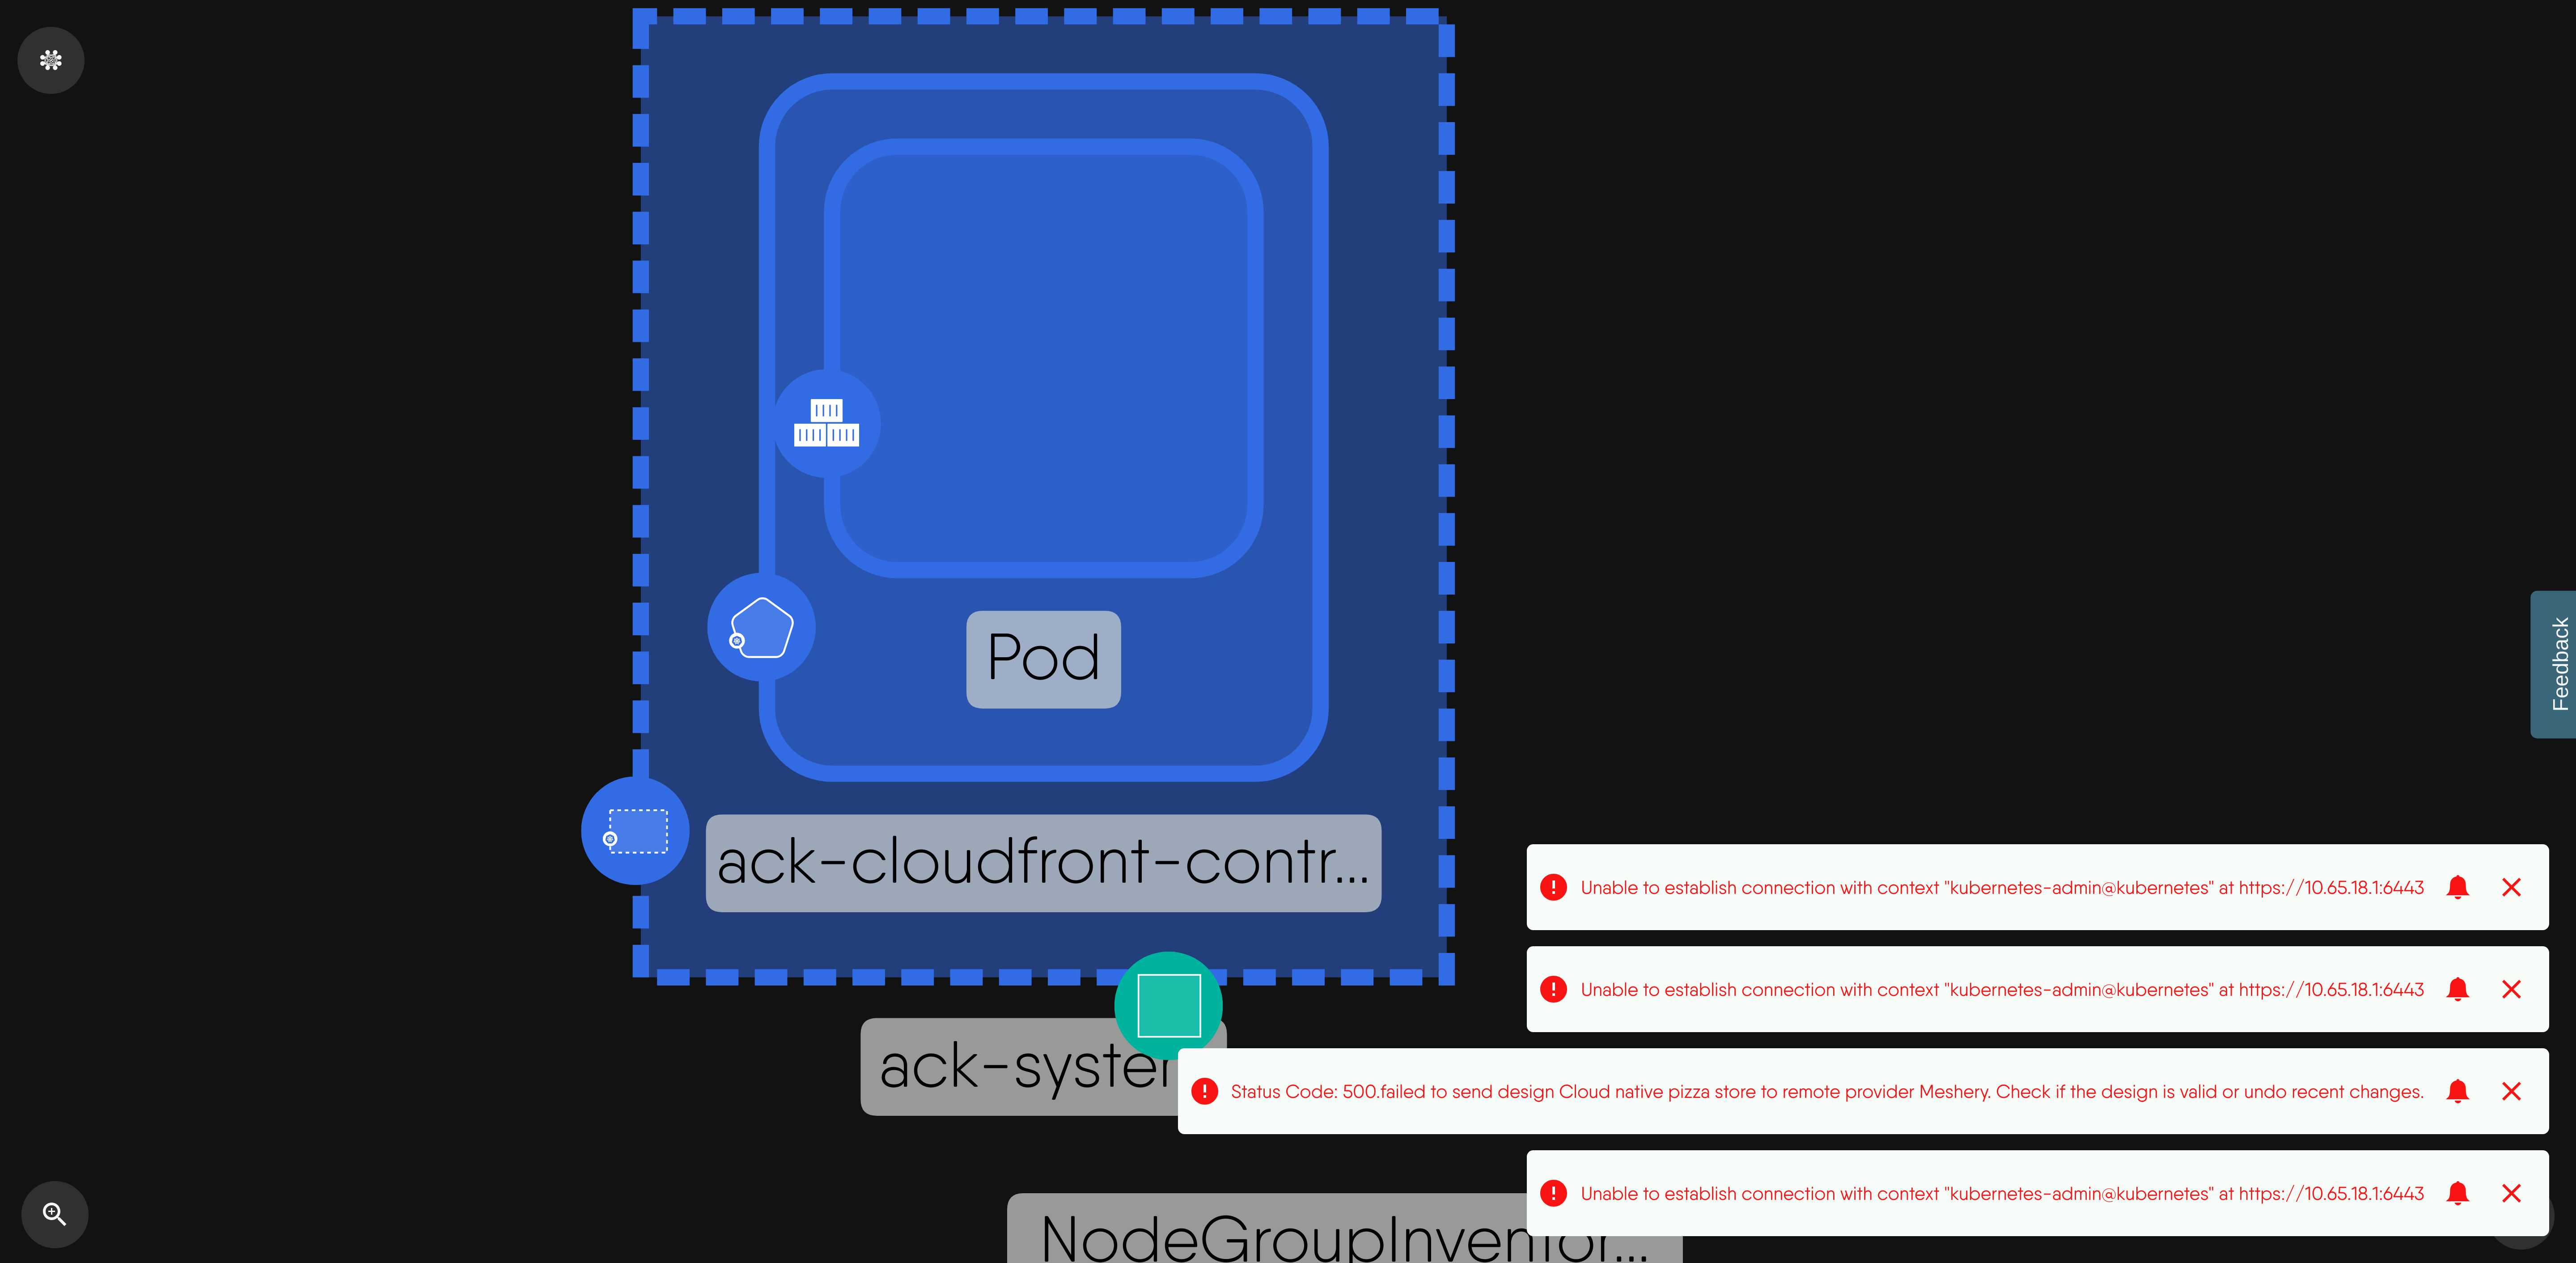 Pod
ack-cloudfront-contr...
ack-syster
NodeGroupInventor...
Feedback
Unable to establish connection with context "kubernetes-admin@kubernetes" at https://10.65.18.1:6443
Unable to establish connection with context "kubernetes-admin@kubernetes" at https://10.65.18.1:6443
Status Code: 500.failed to send design Cloud native pizza store to remote provider Meshery. Check if the design is valid or undo recent changes.
Unable to establish connection with context "kubernetes-admin@kubernetes" at https://10.65.18.1:6443